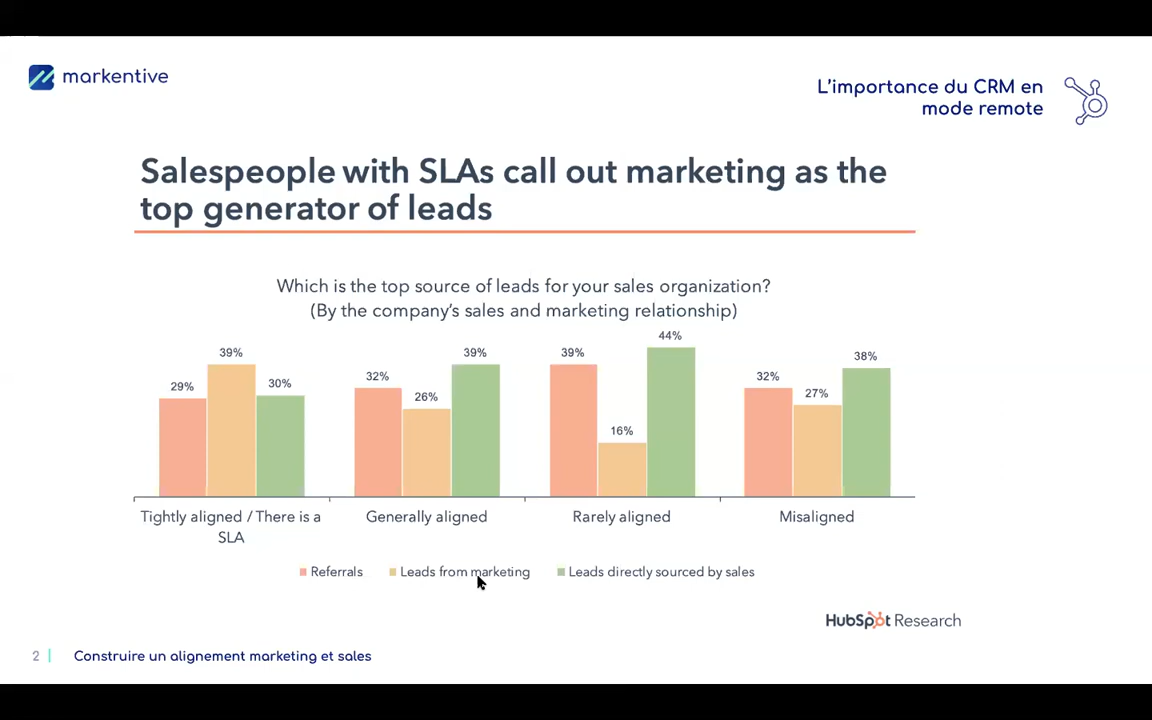 markentive
L'importance du CRM en
mode remote
Salespeople with SLAs call out marketing as the
top generator of leads
Which is the top source of leads for your sales organization?
(By the company's sales and marketing relationship)
29% 39% 30% 32% 26% 39% 39% 16% 44% 32% 27% 38%
Tightly aligned / There is a
SLA
Generally aligned
Rarely aligned
Misaligned
Referrals Leads from marketing Leads directly sourced by sales
HubSpot Research
2 Construire un alignement marketing et sales